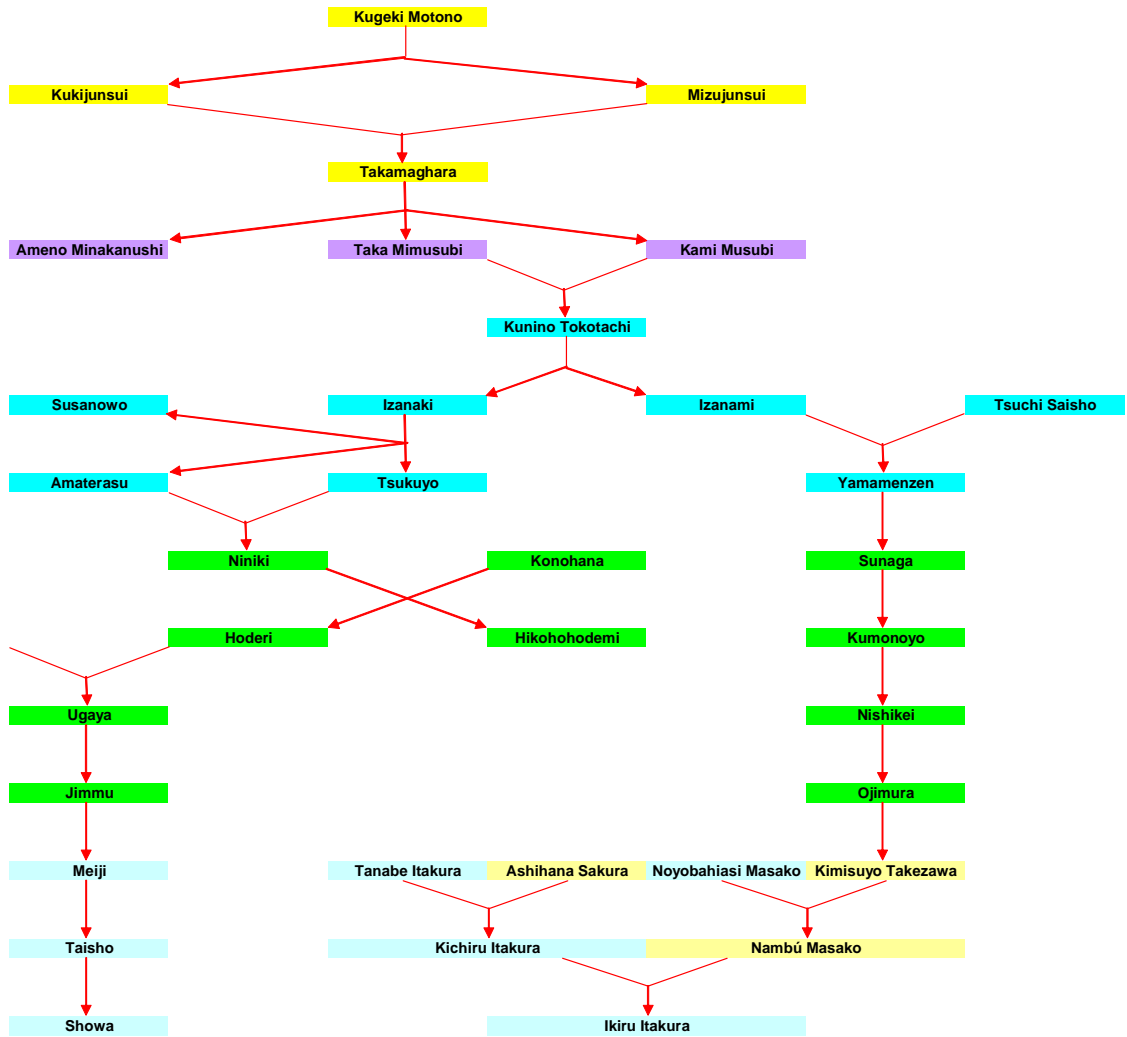 Kugeki Motono
Kukijunsui
Mizujunsui
Takamaghara
Ameno Minakanushi
Taka Mimusubi
Kami Musubi
Kunino Tokotachi
Susanowo
Izanaki
Izanami
Tsuchi Saisho
Amaterasu
Tsukuyo
Yamamenzen
Niniki
Konohana
Sunaga
Hoderi
Hikohohodemi
Kumonoyo
Ugaya
Nishikei
Jimmu
Ojimura
Meiji
Tanabe Itakura
Ashihana Sakura
Noyobahiasi Masako
Kimisuyo Takezawa
Taisho
Kichiru Itakura
Nambú Masako
Showa
Ikiru Itakura